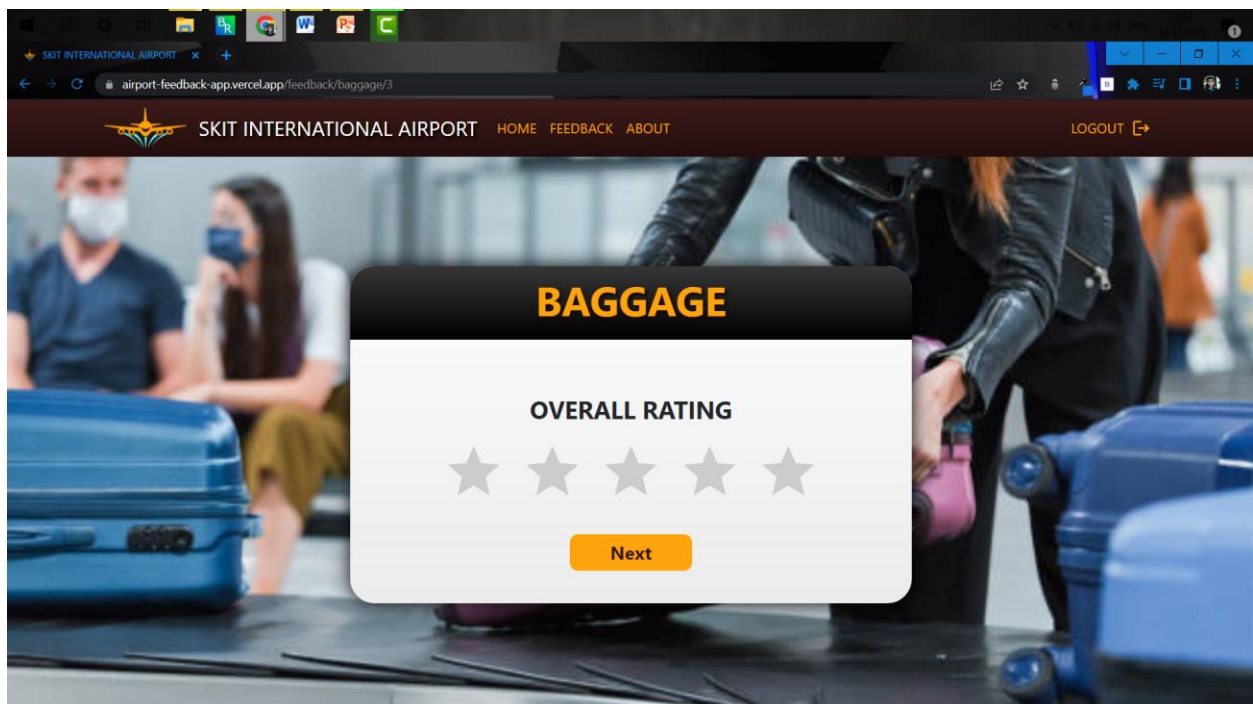 SKIT INTERNATIONAL AIRPORT
airport-feedback-app.vercel.app/feedback/baggage/3
SKIT INTERNATIONAL AIRPORT HOME FEEDBACK ABOUT LOGOUT
BAGGAGE
OVERALL RATING
Next